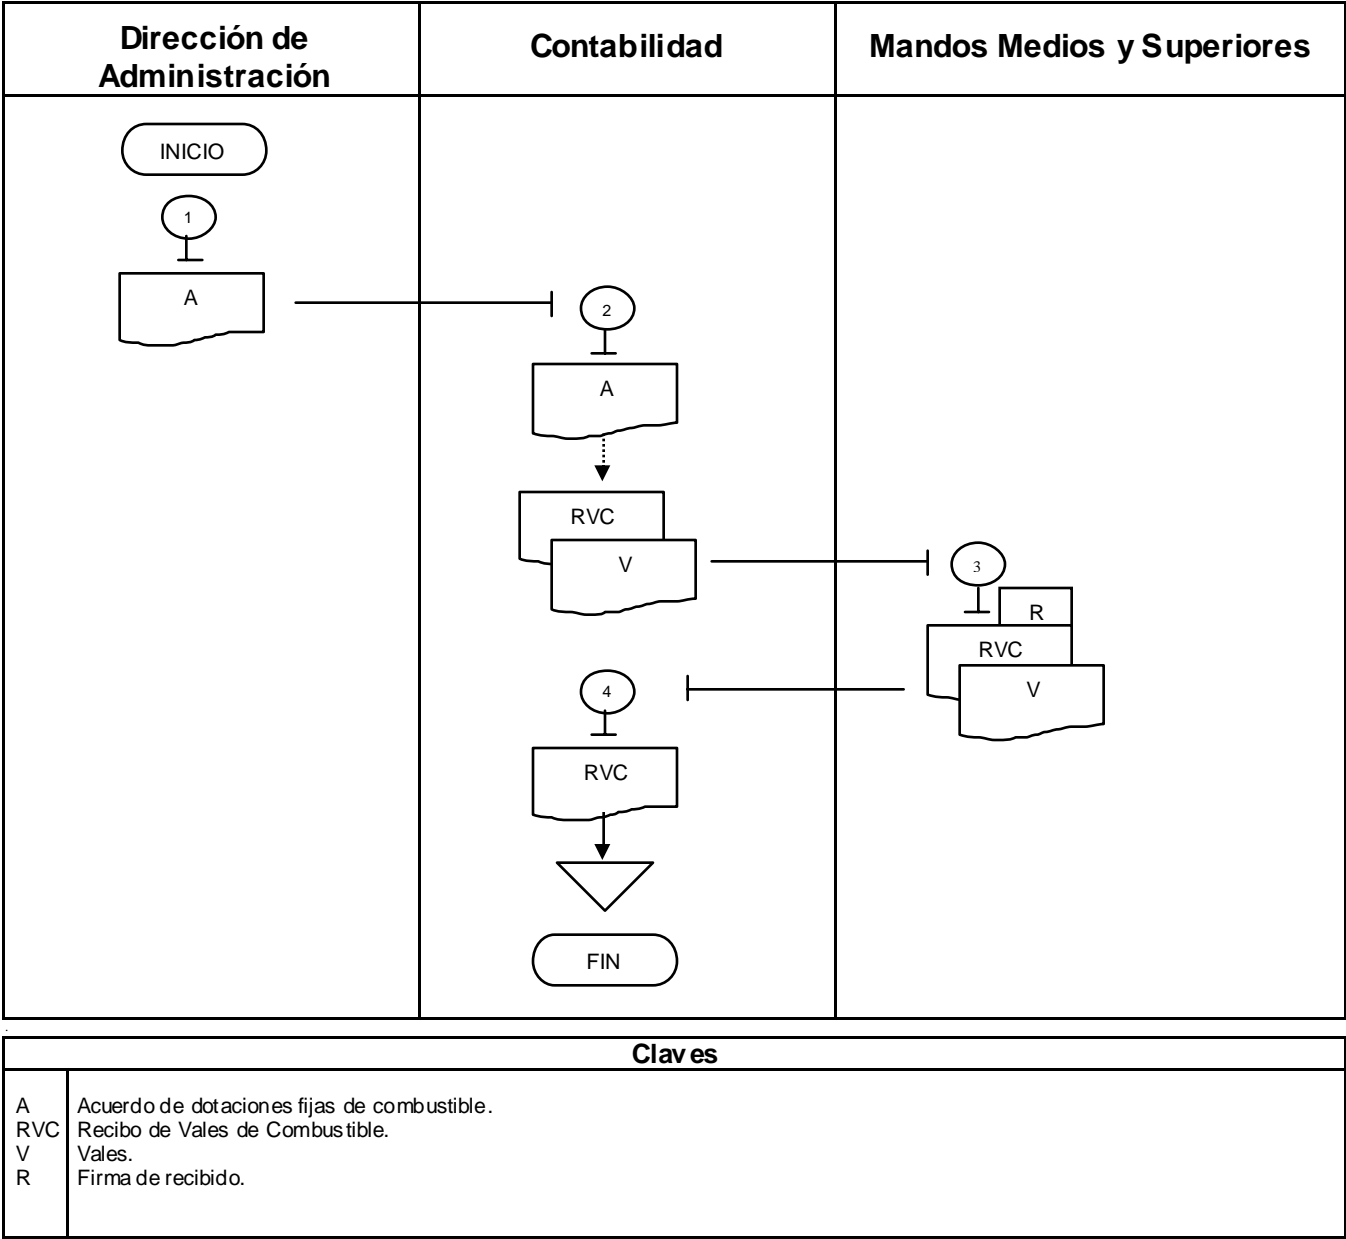 Dirección de
Administración
Contabilidad
Mandos Medios y Superiores
INICIO
1
A
2
A
RVC
V
3
R
RVC
V
4
RVC
FIN
Claves
A Acuerdo de dotaciones fijas de combustible.
RVC Recibo de Vales de Combustible.
V Vales.
R Firma de recibido.